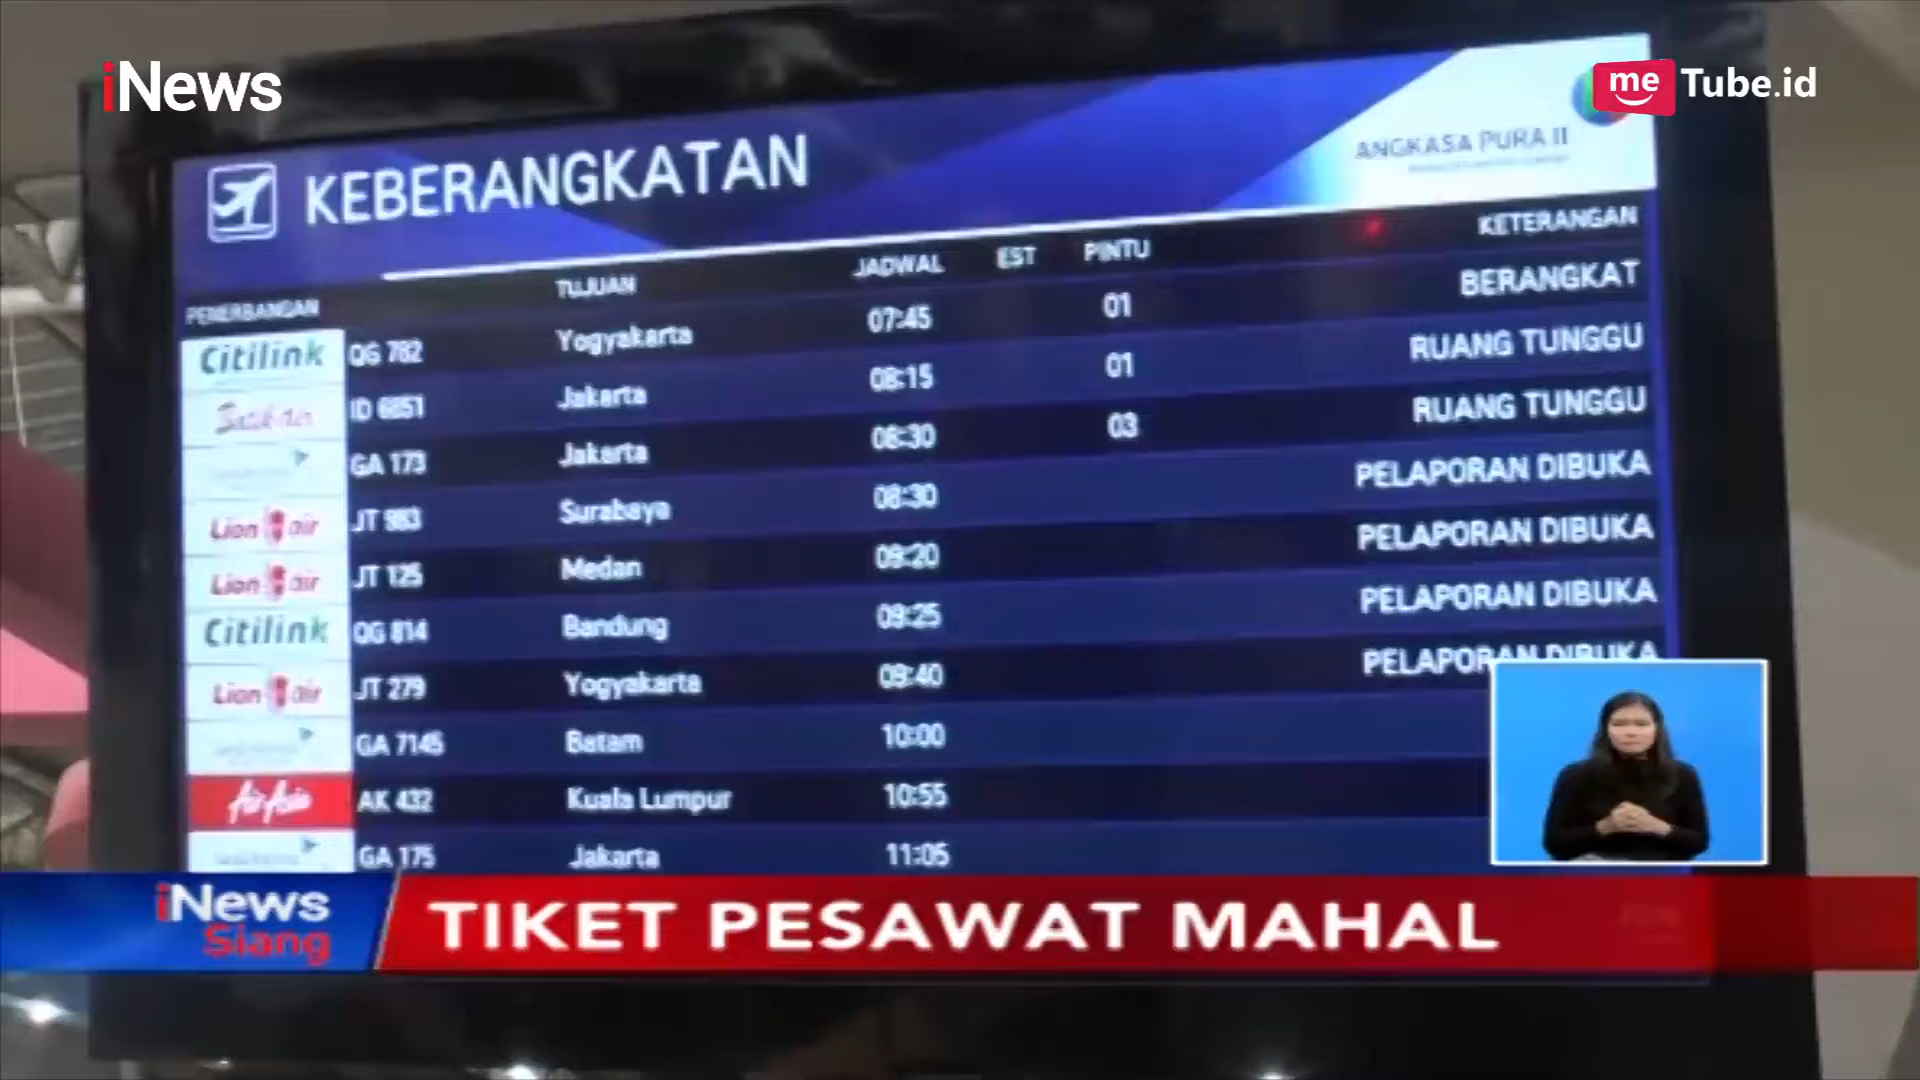 iNews
me Tube.id
KEBERANGKATAN
ANGKASA PURA II
PENERBANGAN TUJUAN JADWAL EST PINTU KETERANGAN
Citilink QG 782 Yogyakarta 07:45 01 BERANGKAT
ID 6851 Jakarta 08:15 01 RUANG TUNGGU
GA 173 Jakarta 08:30 03 RUANG TUNGGU
Lion air JT 983 Surabaya 08:30 PELAPORAN DIBUKA
Lion air JT 125 Medan 09:20 PELAPORAN DIBUKA
Citilink QG 814 Bandung 09:25 PELAPORAN DIBUKA
Lion air JT 279 Yogyakarta 09:40 PELAPORAN DIBUKA
GA 7145 Batam 10:00
AirAsia AK 432 Kuala Lumpur 10:55
GA 175 Jakarta 11:05
iNews Siang
TIKET PESAWAT MAHAL